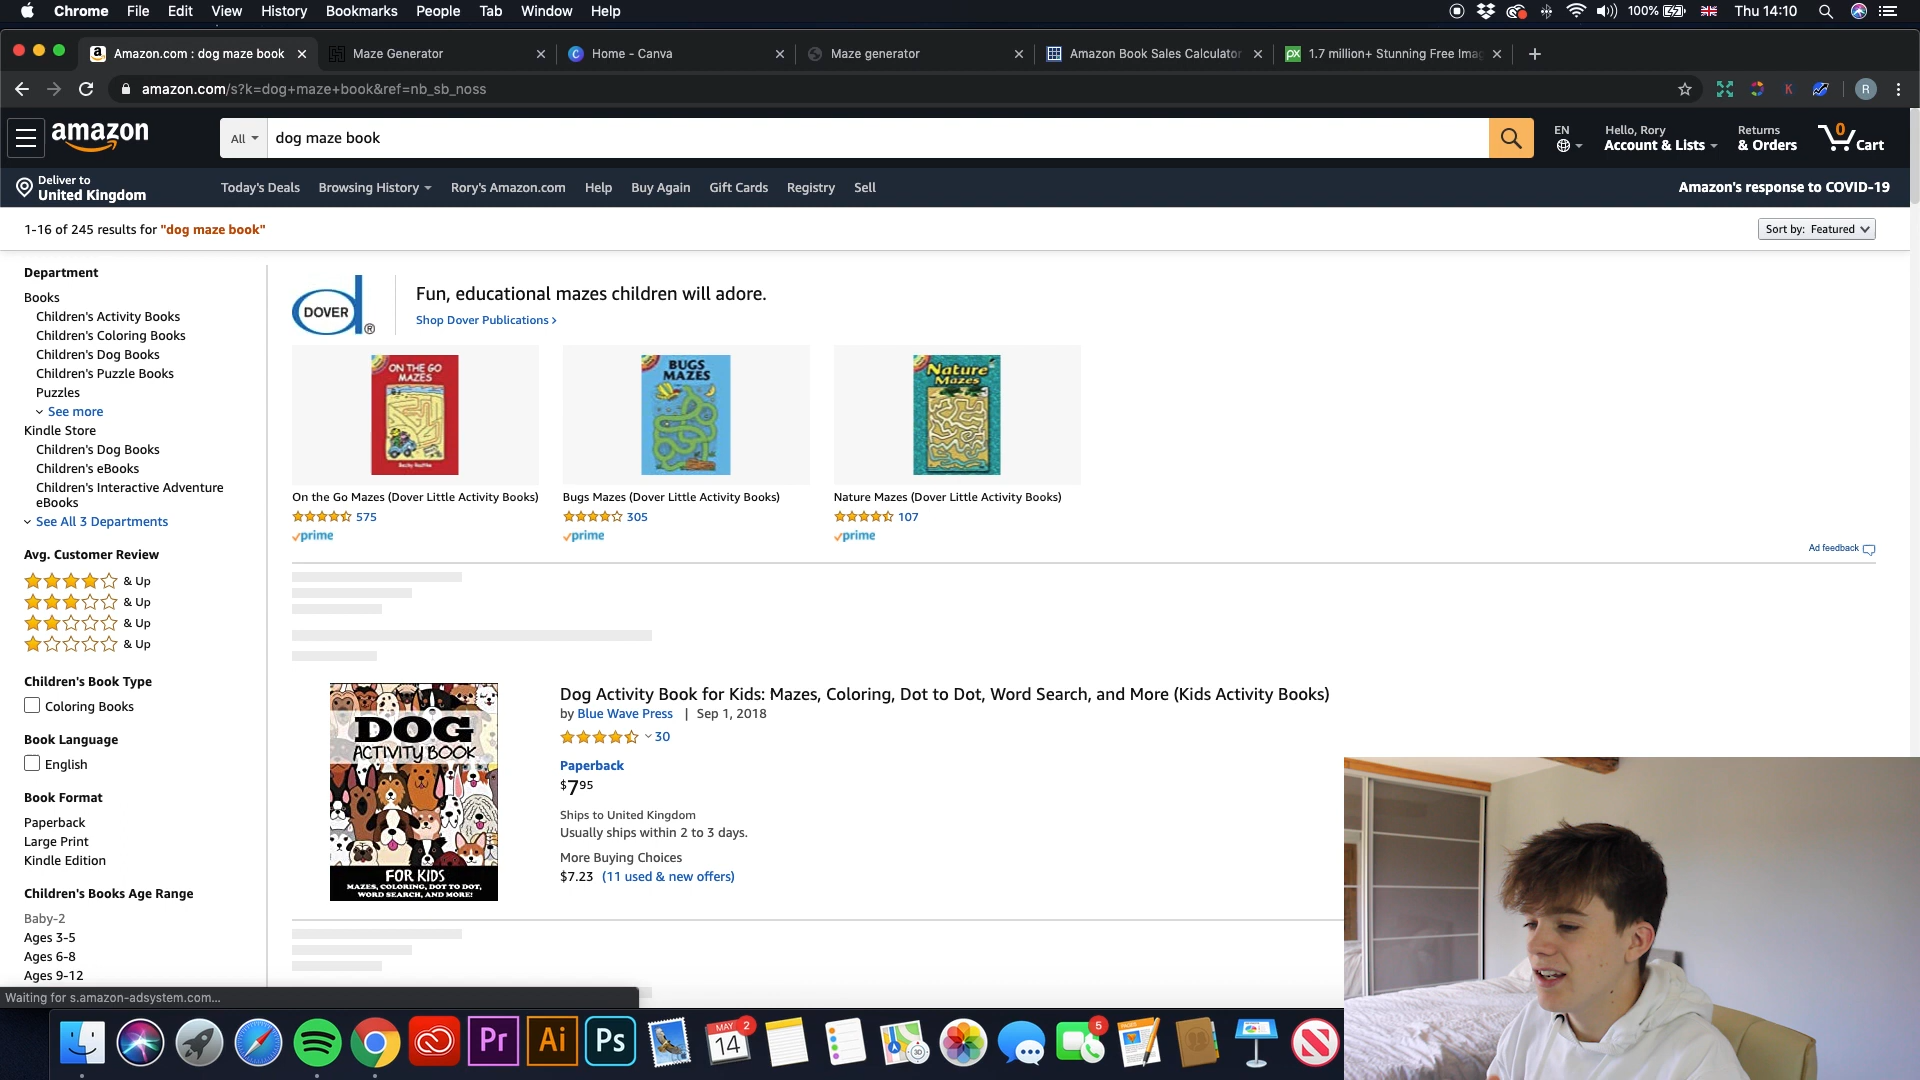 Chrome File Edit View History Bookmarks People Tab Window Help
100% Thu 14:10
Amazon.com : dog maze book
Maze Generator
Home - Canva
Maze generator
Amazon Book Sales Calculator
1.7 million+ Stunning Free Imag
amazon.com/s?k=dog+maze+book&ref=nb_sb_noss
K
R
amazon
All
dog maze book
EN
Hello, Rory
Account & Lists
Returns
& Orders
0
Cart
Deliver to
United Kingdom
Today's Deals
Browsing History
Rory's Amazon.com
Help
Buy Again
Gift Cards
Registry
Sell
Amazon's response to COVID-19
1-16 of 245 results for "dog maze book"
Sort by: Featured
Department
Books
Children's Activity Books
Children's Coloring Books
Children's Dog Books
Children's Puzzle Books
Puzzles
See more
Kindle Store
Children's Dog Books
Children's eBooks
Children's Interactive Adventure
eBooks
See All 3 Departments
Avg. Customer Review
& Up
& Up
& Up
& Up
Children's Book Type
Coloring Books
Book Language
English
Book Format
Paperback
Large Print
Kindle Edition
Children's Books Age Range
Baby-2
Ages 3-5
Ages 6-8
Ages 9-12
DOVER ®
Fun, educational mazes children will adore.
Shop Dover Publications ›
ON THE GO
MAZES
BUGS
MAZES
Nature
Mazes
On the Go Mazes (Dover Little Activity Books)
575
prime
Bugs Mazes (Dover Little Activity Books)
305
prime
Nature Mazes (Dover Little Activity Books)
107
prime
Ad feedback
DOG
ACTIVITY BOOK
FOR KIDS
MAZES, COLORING, DOT TO DOT,
WORD SEARCH, AND MORE!
Dog Activity Book for Kids: Mazes, Coloring, Dot to Dot, Word Search, and More (Kids Activity Books)
by Blue Wave Press | Sep 1, 2018
30
Paperback
$7 95
Ships to United Kingdom
Usually ships within 2 to 3 days.
More Buying Choices
$7.23 (11 used & new offers)
Waiting for s.amazon-adsystem.com...
Pr
Ai
Ps
MAY
14
2
5